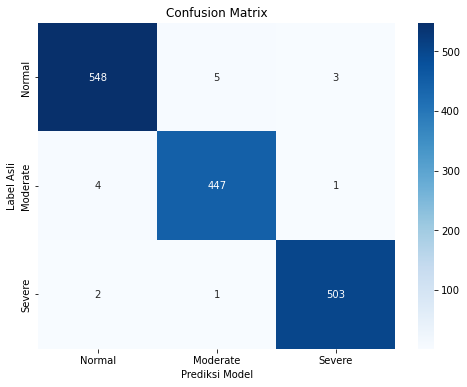 Confusion Matrix
Label Asli
Normal
548 5 3
Moderate
4 447 1
Severe
2 1 503
Normal Moderate Severe
Prediksi Model
500
400
300
200
100